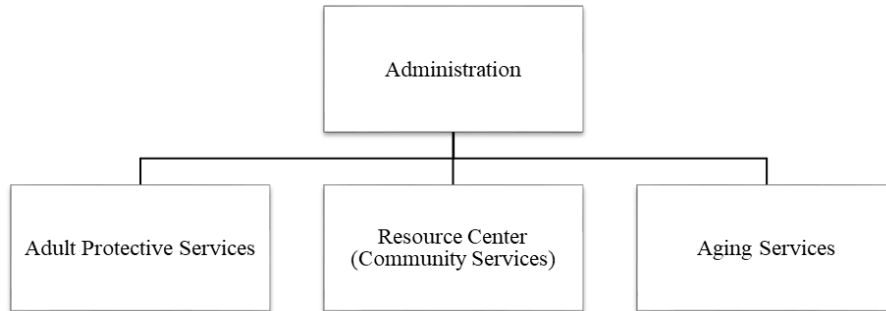 Administration
Adult Protective Services
Resource Center
(Community Services)
Aging Services